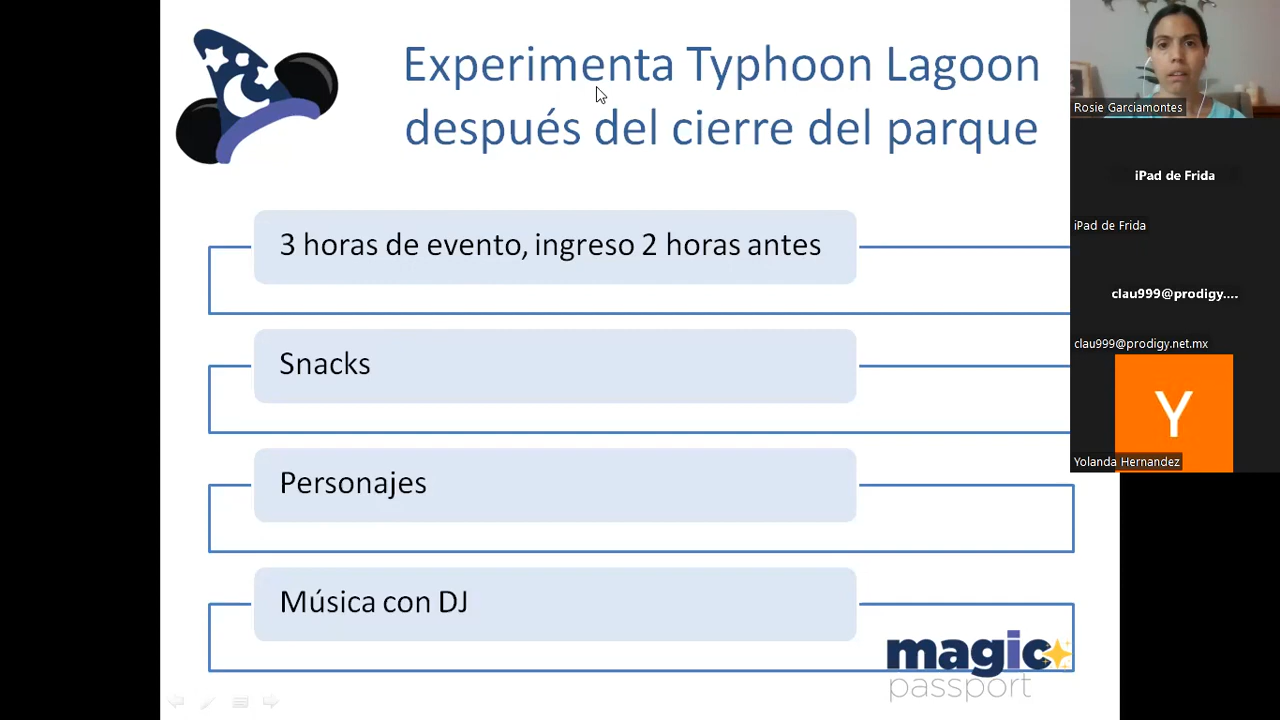 Experimenta Typhoon Lagoon
después del cierre del parque
3 horas de evento, ingreso 2 horas antes
Snacks
Personajes
Música con DJ
magic
passport
Rosie Garciamontes
iPad de Frida
iPad de Frida
clau999@prodigy....
clau999@prodigy.net.mx
Y
Yolanda Hernandez